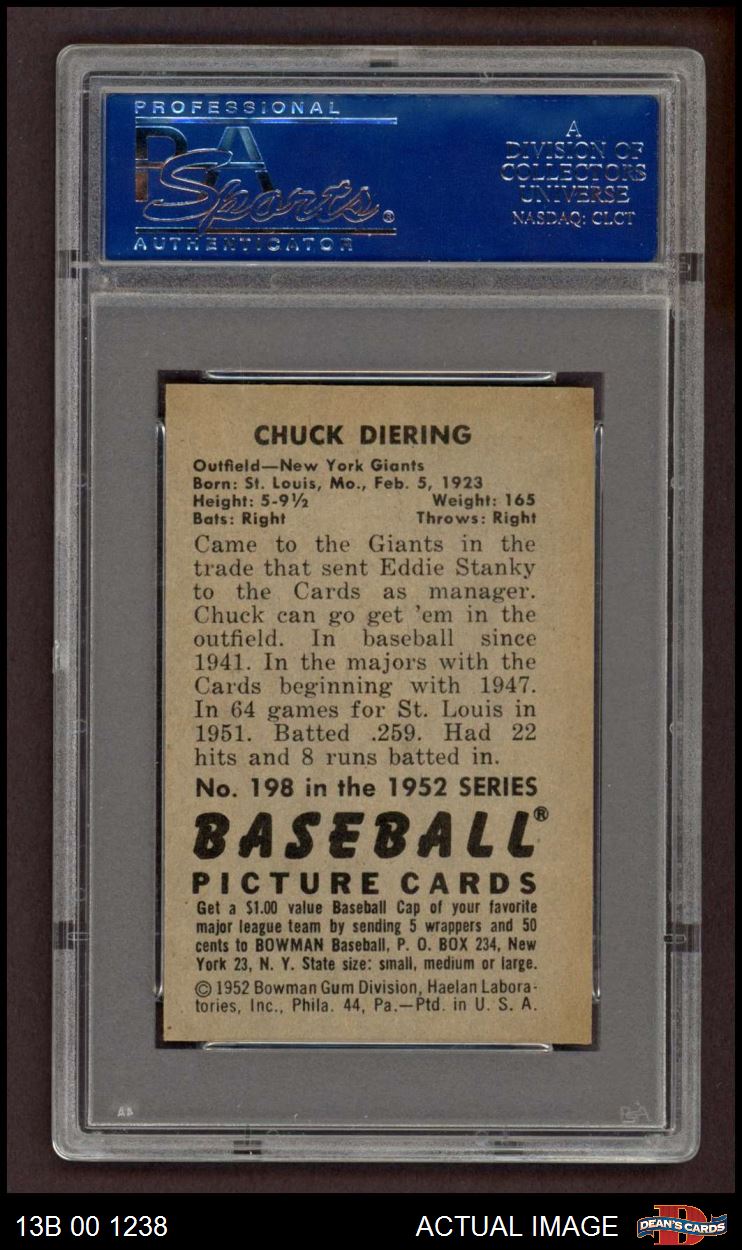 PROFESSIONAL
PSA
Sports®
AUTHENTICATOR
A
DIVISION OF
COLLECTORS
UNIVERSE
NASDAQ: CLCT
CHUCK DIERING
Outfield—New York Giants
Born: St. Louis, Mo., Feb. 5, 1923
Height: 5-9½ Weight: 165
Bats: Right Throws: Right
Came to the Giants in the
trade that sent Eddie Stanky
to the Cards as manager.
Chuck can go get 'em in the
outfield. In baseball since
1941. In the majors with the
Cards beginning with 1947.
In 64 games for St. Louis in
1951. Batted .259. Had 22
hits and 8 runs batted in.
No. 198 in the 1952 SERIES
BASEBALL®
PICTURE CARDS
Get a $1.00 value Baseball Cap of your favorite
major league team by sending 5 wrappers and 50
cents to BOWMAN Baseball, P. O. BOX 234, New
York 23, N. Y. State size: small, medium or large.
© 1952 Bowman Gum Division, Haelan Labora-
tories, Inc., Phila. 44, Pa.—Ptd. in U. S. A.
PSA
13B 00 1238 ACTUAL IMAGE DEAN'S CARDS